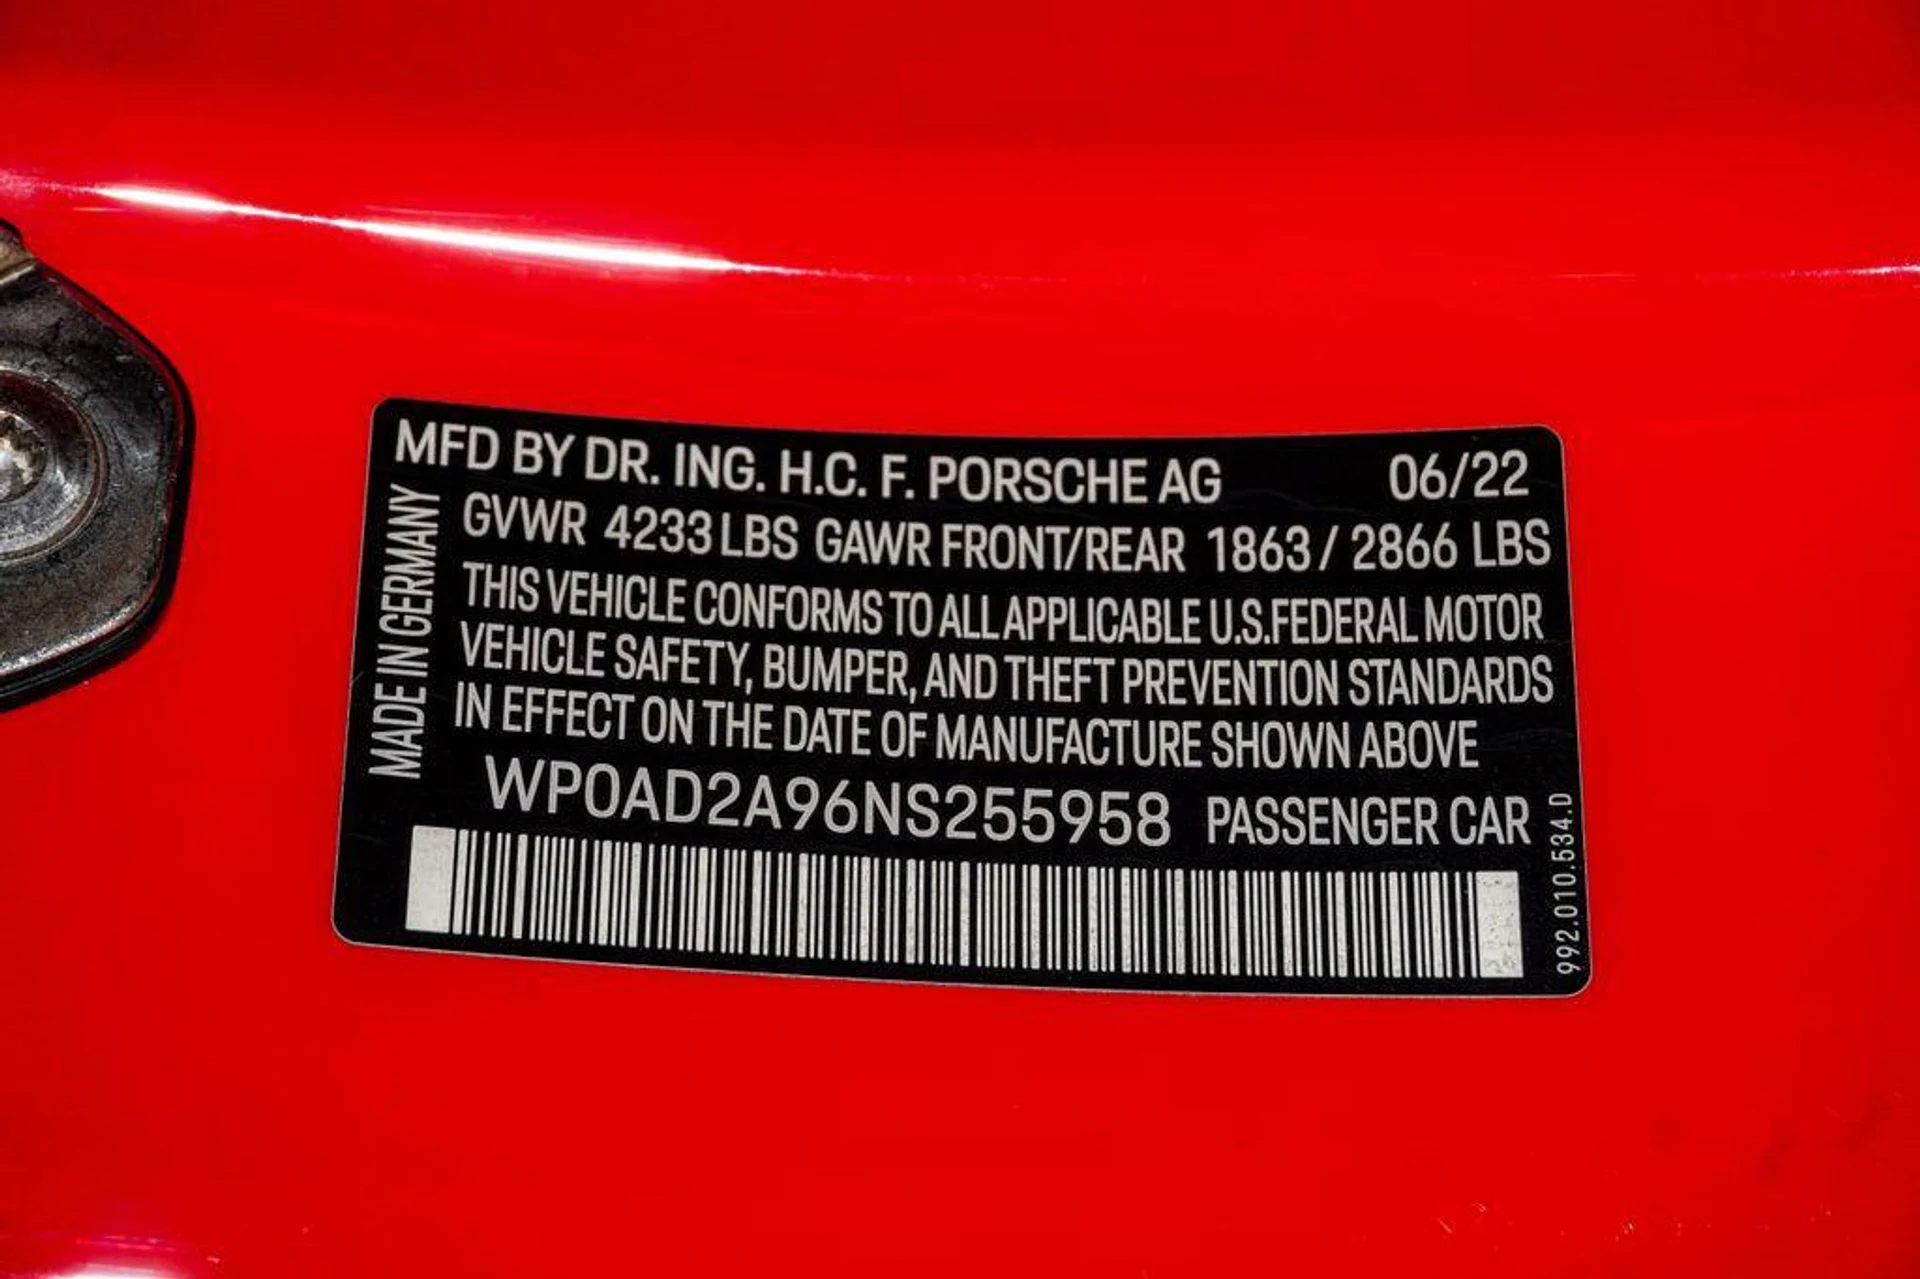 MFD BY DR. ING. H.C. F. PORSCHE AG 06/22
GVWR 4233 LBS GAWR FRONT/REAR 1863 / 2866 LBS
THIS VEHICLE CONFORMS TO ALL APPLICABLE U.S.FEDERAL MOTOR
VEHICLE SAFETY, BUMPER, AND THEFT PREVENTION STANDARDS
IN EFFECT ON THE DATE OF MANUFACTURE SHOWN ABOVE
WP0AD2A96NS255958 PASSENGER CAR
MADE IN GERMANY
992.010.534.D